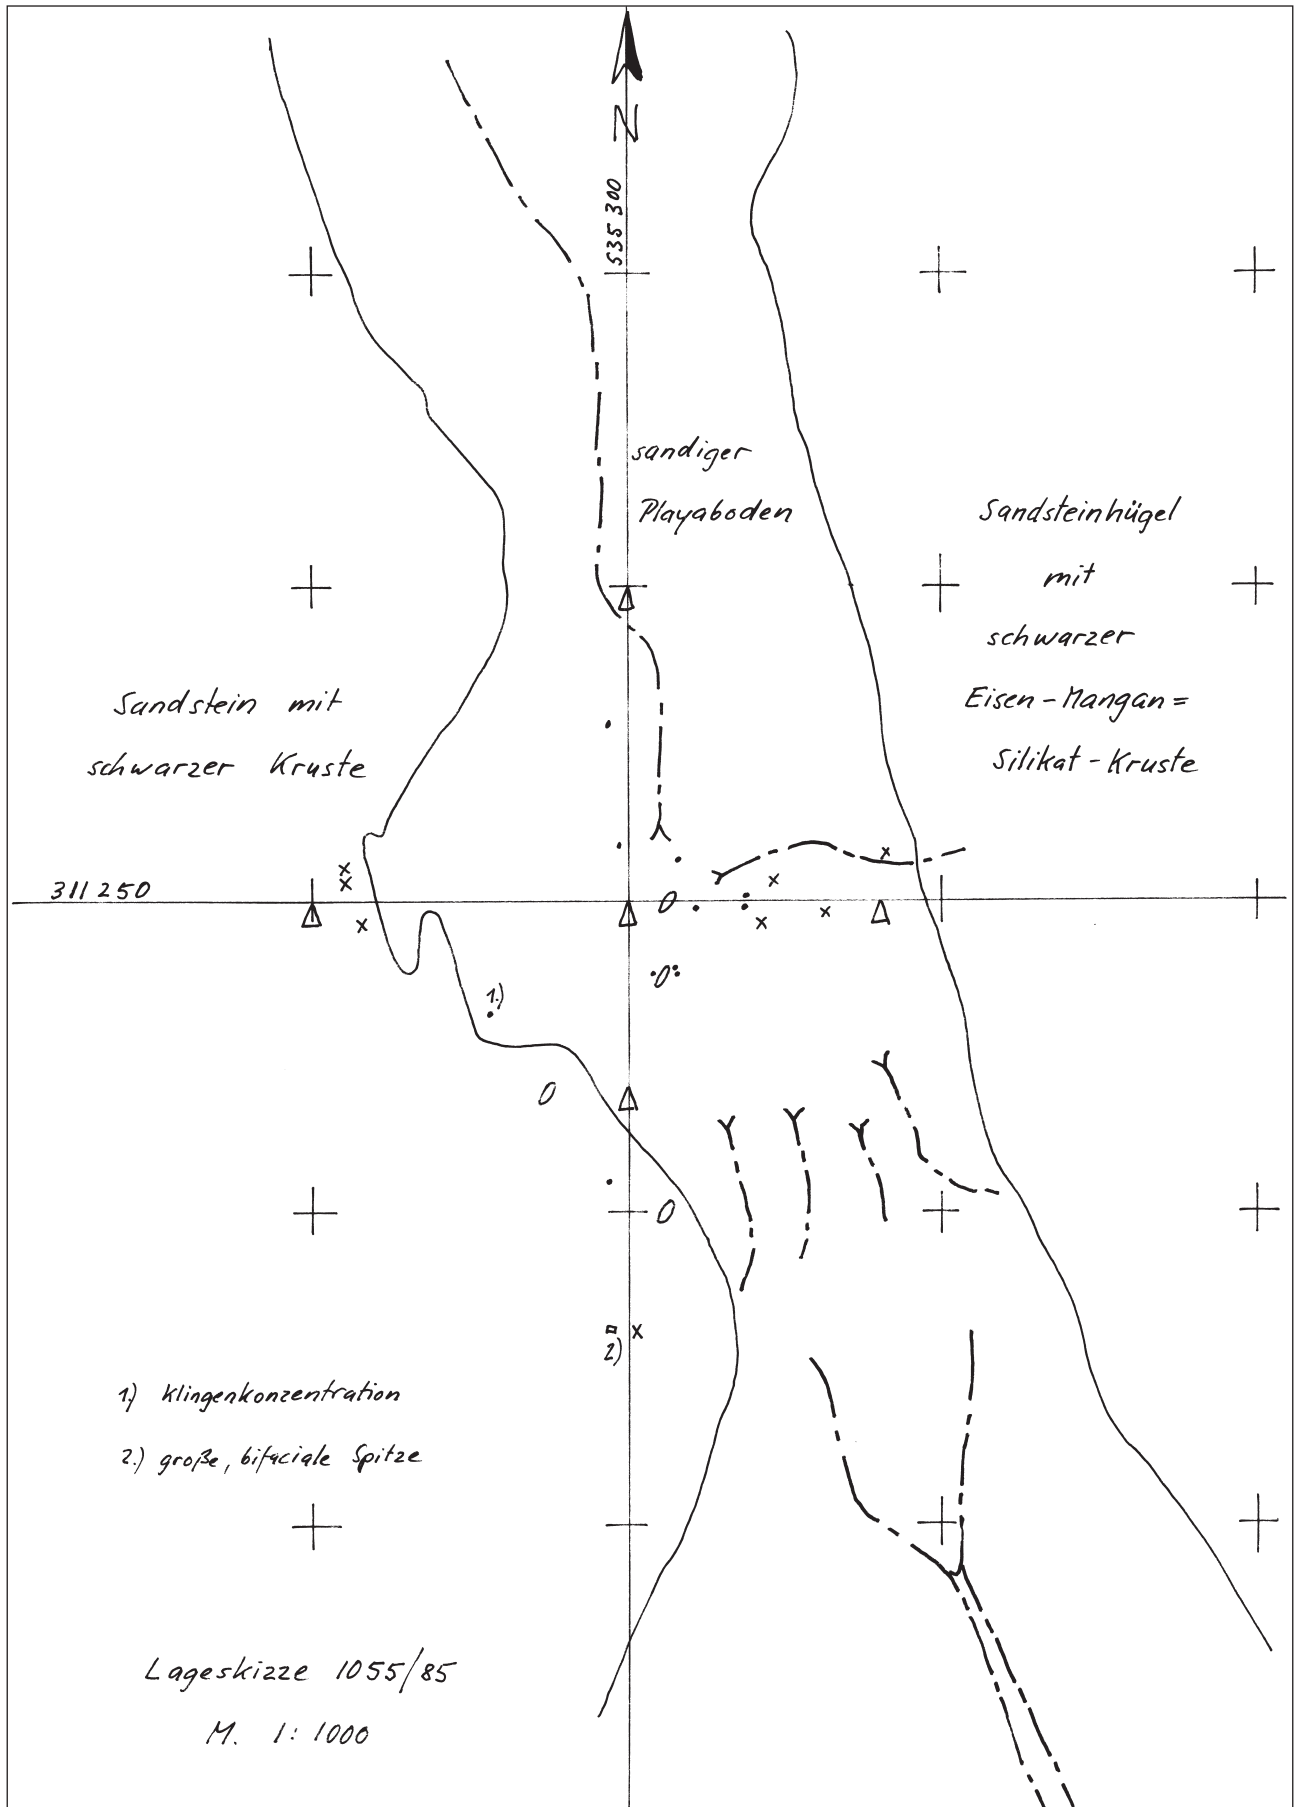 N
535 300
sandiger
Playaboden
Sandsteinhügel
mit
schwarzer
Eisen-Mangan=
Silikat-Kruste
Sandstein mit
schwarzer Kruste
311 250
1.)
2)
1.) Klingenkonzentration
2.) große, bifaciale Spitze
Lageskizze 1055/85
M. 1:1000